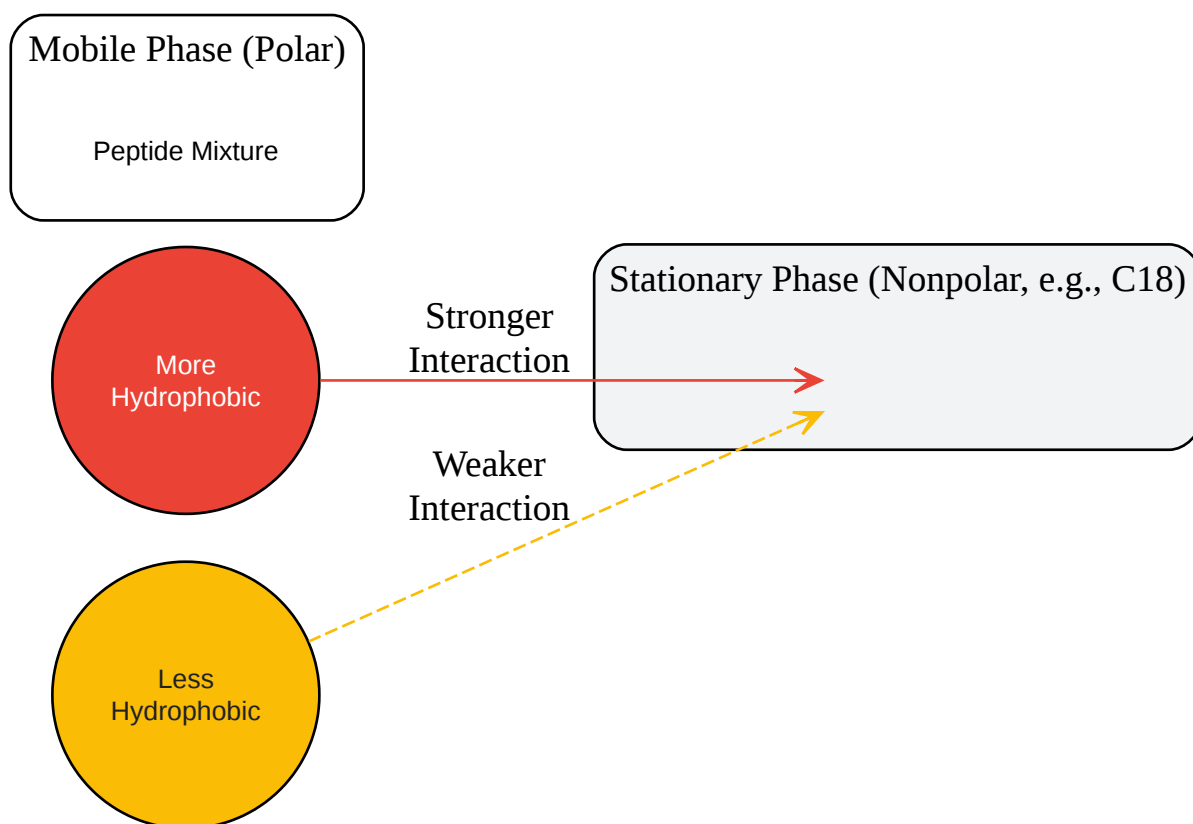 Mobile Phase (Polar)
Peptide Mixture
More
Hydrophobic
Stronger
Interaction
Stationary Phase (Nonpolar, e.g., C18)
Weaker
Interaction
Less
Hydrophobic